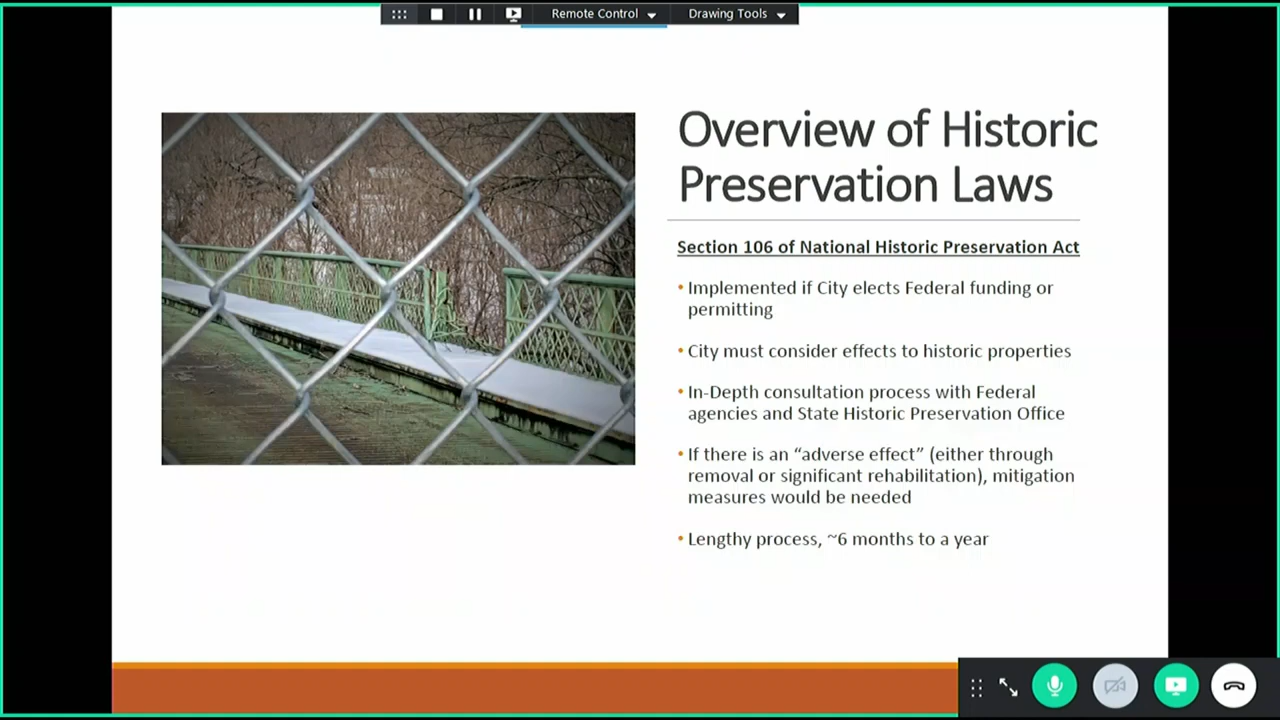 Remote Control
Drawing Tools
Overview of Historic
Preservation Laws
Section 106 of National Historic Preservation Act
• Implemented if City elects Federal funding or
permitting
• City must consider effects to historic properties
• In-Depth consultation process with Federal
agencies and State Historic Preservation Office
• If there is an “adverse effect” (either through
removal or significant rehabilitation), mitigation
measures would be needed
• Lengthy process, ~6 months to a year